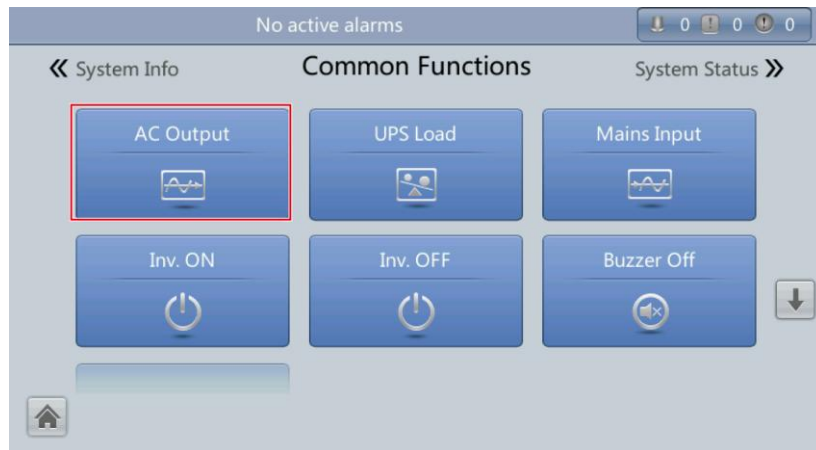 No active alarms
0 0 0
« System Info Common Functions System Status »
AC Output UPS Load Mains Input
Inv. ON Inv. OFF Buzzer Off